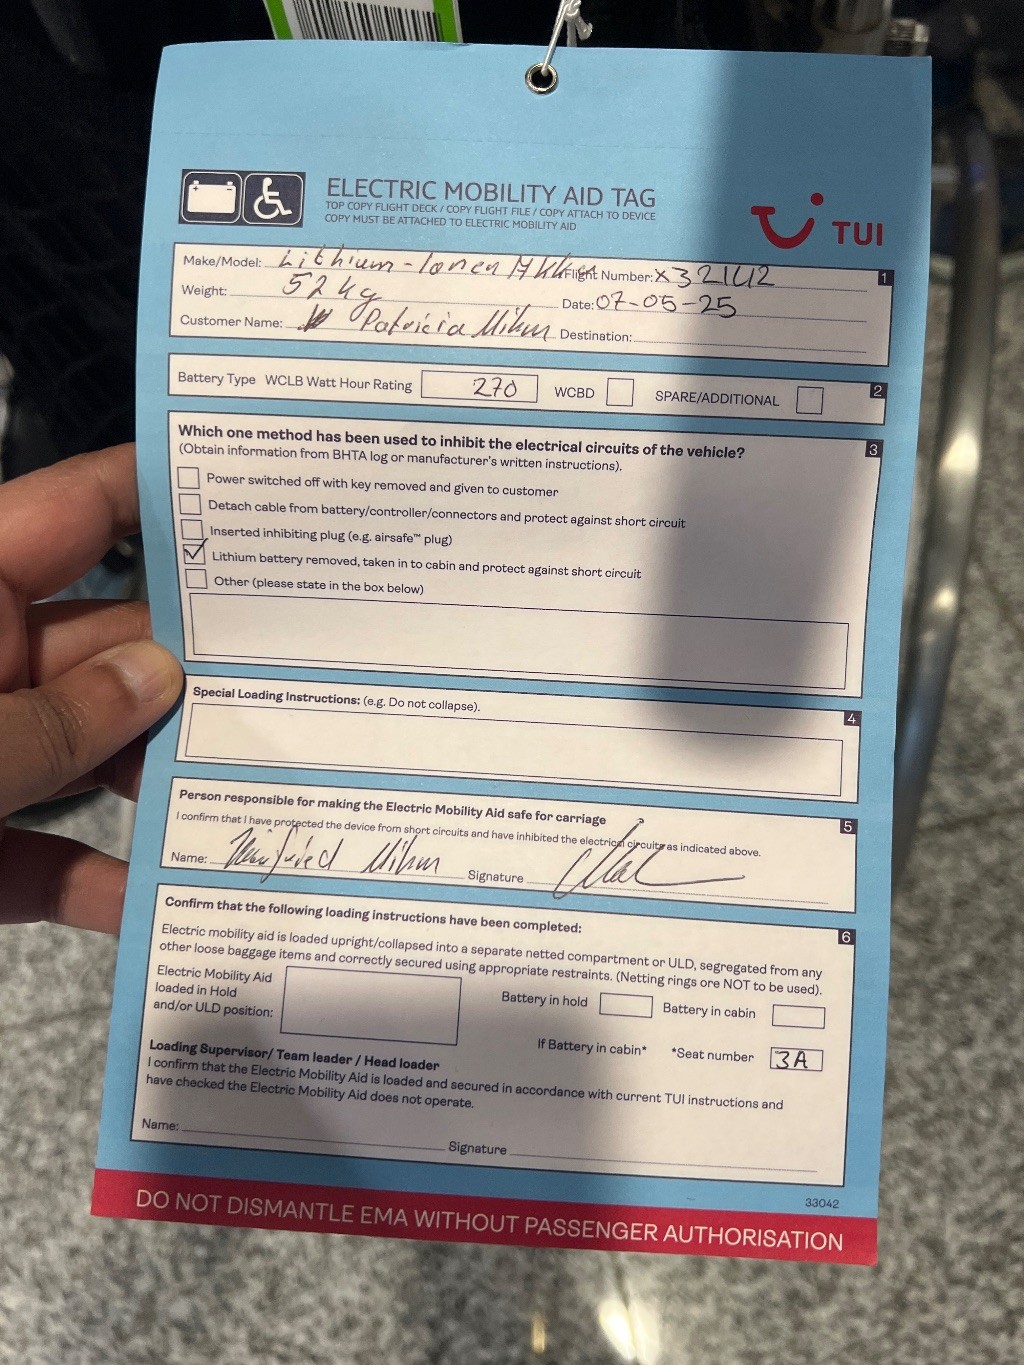 ELECTRIC MOBILITY AID TAG
TOP COPY FLIGHT DECK / COPY FLIGHT FILE / COPY ATTACH TO DEVICE
COPY MUST BE ATTACHED TO ELECTRIC MOBILITY AID
TUI
1
Make/Model: Lithium-Ionen Akku Flight Number:
Weight: 52 kg Date: 07-05-25
Customer Name: Patricia Destination:
Battery Type WCLB Watt Hour Rating 270 WCBD SPARE/ADDITIONAL 2
Which one method has been used to inhibit the electrical circuits of the vehicle? 3
(Obtain information from BHTA log or manufacturer's written instructions).
Power switched off with key removed and given to customer
Detach cable from battery/controller/connectors and protect against short circuit
Inserted inhibiting plug (e.g. airsafe™ plug)
Lithium battery removed, taken in to cabin and protect against short circuit
Other (please state in the box below)
Special Loading Instructions: (e.g. Do not collapse). 4
Person responsible for making the Electric Mobility Aid safe for carriage 5
I confirm that I have protected the device from short circuits and have inhibited the electrical circuits as indicated above.
Name: Signature
Confirm that the following loading instructions have been completed: 6
Electric mobility aid is loaded upright/collapsed into a separate netted compartment or ULD, segregated from any
other loose baggage items and correctly secured using appropriate restraints. (Netting rings are NOT to be used).
Electric Mobility Aid
loaded in Hold
and/or ULD position:
Battery in hold Battery in cabin
If Battery in cabin* *Seat number 3A
Loading Supervisor/ Team leader / Head loader
I confirm that the Electric Mobility Aid is loaded and secured in accordance with current TUI instructions and
have checked the Electric Mobility Aid does not operate.
Name: Signature
33042
DO NOT DISMANTLE EMA WITHOUT PASSENGER AUTHORISATION